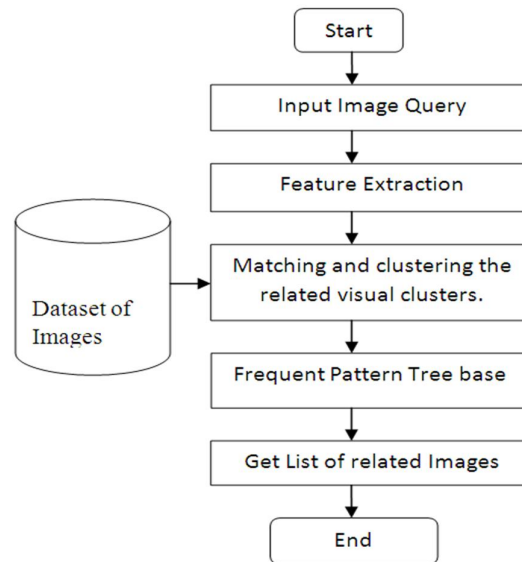 Start
Input Image Query
Feature Extraction
Dataset of
Images
Matching and clustering the
related visual clusters.
Frequent Pattern Tree base
Get List of related Images
End